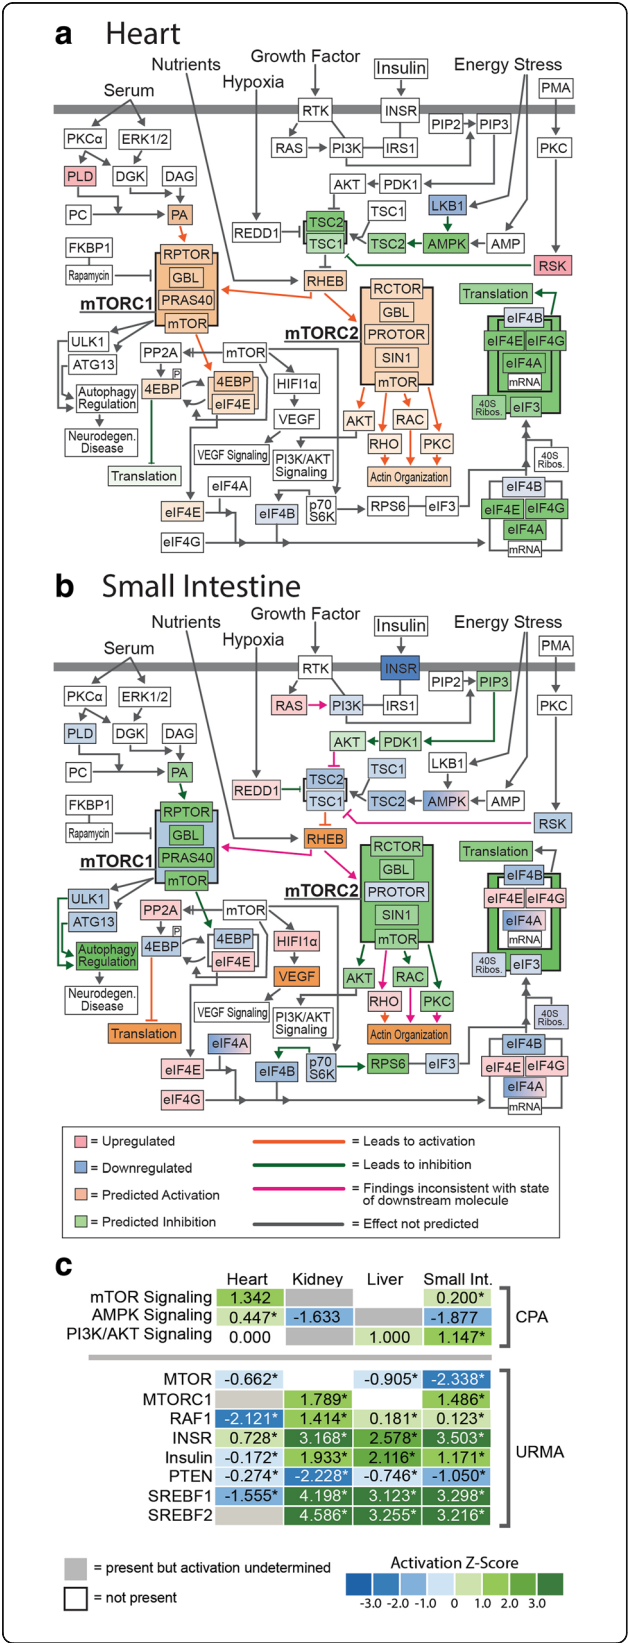 a Heart
Growth Factor
Nutrients
Insulin
Energy Stress
Hypoxia
Serum
PMA
RTK
INSR
PIP2
PIP3
PKCα
ERK1/2
RAS
PI3K
IRS1
PKC
PLD
DGK
DAG
AKT
PDK1
LKB1
PC
PA
TSC2
TSC1
REDD1
TSC1
TSC2
AMPK
AMP
FKBP1
RPTOR
RSK
Rapamycin
GBL
RHEB
RCTOR
Translation
mTORC1
PRAS40
GBL
eIF4B
mTOR
mTORC2
PROTOR
eIF4E
eIF4G
ULK1
PP2A
mTOR
SIN1
eIF4A
ATG13
P
4EBP
4EBP
HIF1α
mTOR
mRNA
Autophagy
Regulation
eIF4E
VEGF
AKT
RAC
40S
Ribos.
eIF3
Neurodegen.
Disease
VEGF Signaling
PI3K/AKT
Signaling
RHO
PKC
40S
Ribos.
Translation
Actin Organization
eIF4A
eIF4B
eIF4E
eIF4B
p70
S6K
RPS6
eIF3
eIF4E
eIF4G
eIF4A
eIF4G
mRNA
b Small Intestine
Growth Factor
Nutrients
Insulin
Energy Stress
Hypoxia
Serum
PMA
RTK
INSR
PIP2
PIP3
PKCα
ERK1/2
RAS
PI3K
IRS1
PKC
PLD
DGK
DAG
AKT
PDK1
LKB1
PC
PA
TSC2
TSC1
TSC1
REDD1
TSC2
AMPK
AMP
FKBP1
RPTOR
RSK
Rapamycin
GBL
RHEB
RCTOR
Translation
mTORC1
PRAS40
GBL
eIF4B
mTOR
mTORC2
PROTOR
eIF4E
eIF4G
ULK1
PP2A
mTOR
SIN1
eIF4A
ATG13
P
4EBP
4EBP
HIF1α
mTOR
mRNA
Autophagy
Regulation
eIF4E
VEGF
AKT
RAC
40S
Ribos.
eIF3
Neurodegen.
Disease
VEGF Signaling
PI3K/AKT
Signaling
RHO
PKC
40S
Ribos.
Translation
Actin Organization
eIF4A
eIF4B
eIF4E
eIF4B
p70
S6K
RPS6
eIF3
eIF4E
eIF4G
eIF4A
eIF4G
mRNA
= Upregulated
= Leads to activation
= Downregulated
= Leads to inhibition
= Predicted Activation
= Findings inconsistent with state
of downstream molecule
= Predicted Inhibition
= Effect not predicted
c
Heart Kidney Liver Small Int.
mTOR Signaling 1.342 0.200*
AMPK Signaling 0.447* -1.633 -1.877
PI3K/AKT Signaling 0.000 1.000 1.147*
CPA
MTOR -0.662* -0.905* -2.338*
MTORC1 1.789* 1.486*
RAF1 -2.121* 1.414* 0.181* 0.123*
INSR 0.728* 3.168* 2.578* 3.503*
Insulin -0.172* 1.933* 2.116* 1.171*
PTEN -0.274* -2.228* -0.746* -1.050*
SREBF1 -1.555* 4.198* 3.123* 3.298*
SREBF2 4.586* 3.255* 3.216*
URMA
= present but activation undetermined
= not present
Activation Z-Score
-3.0 -2.0 -1.0 0 1.0 2.0 3.0